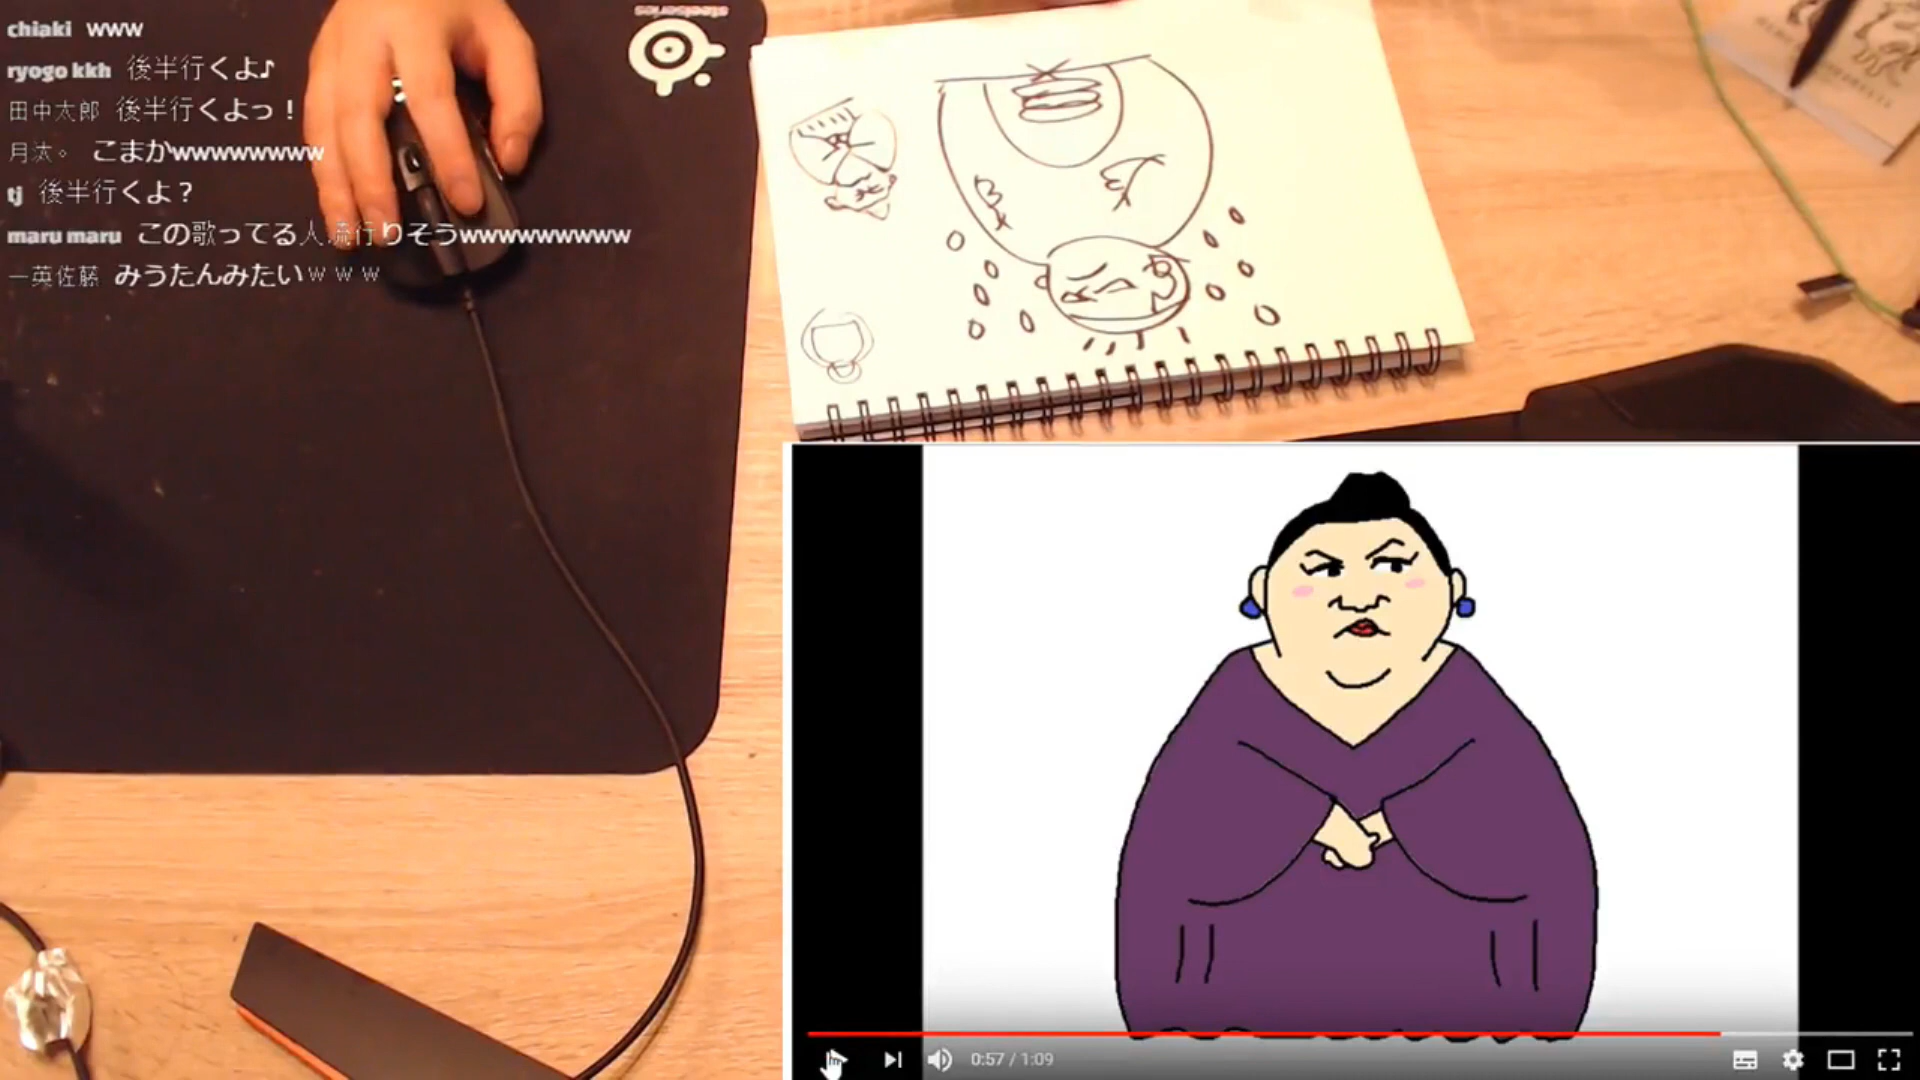 chiaki www
ryogo kkh 後半行くよ♪
田中太郎 後半行くよっ！
月汰。 こまかwwwwwwww
tj 後半行くよ？
maru maru この歌ってる人流行りそうwwwwwwwww
一英佐藤 みうたんみたいｗｗｗ
0:57 / 1:09